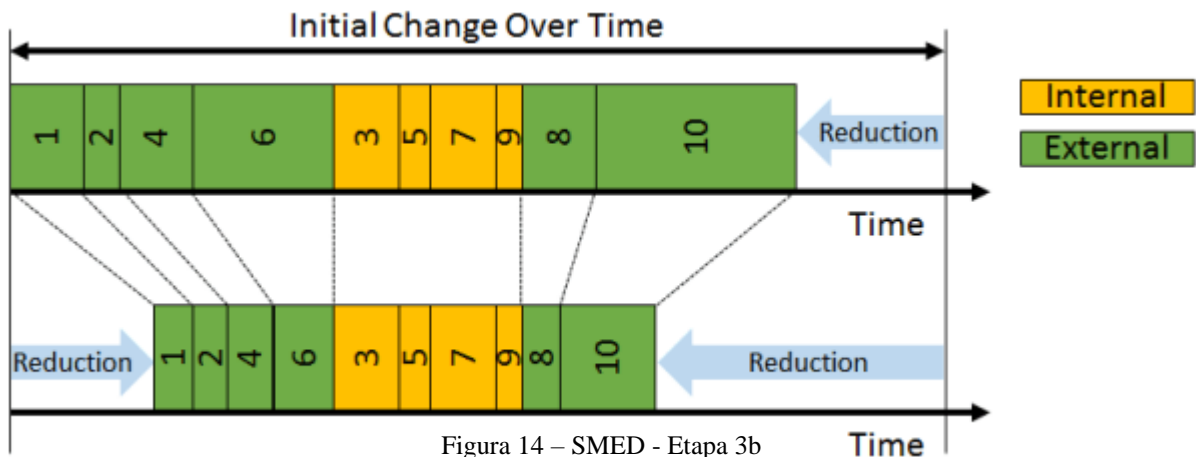 Initial Change Over Time
1 2 4 6 3 5 7 9 8 10
Reduction
Internal
External
Time
Reduction
1 2 4 6 3 5 7 9 8 10
Reduction
Time
Figura 14 – SMED - Etapa 3b